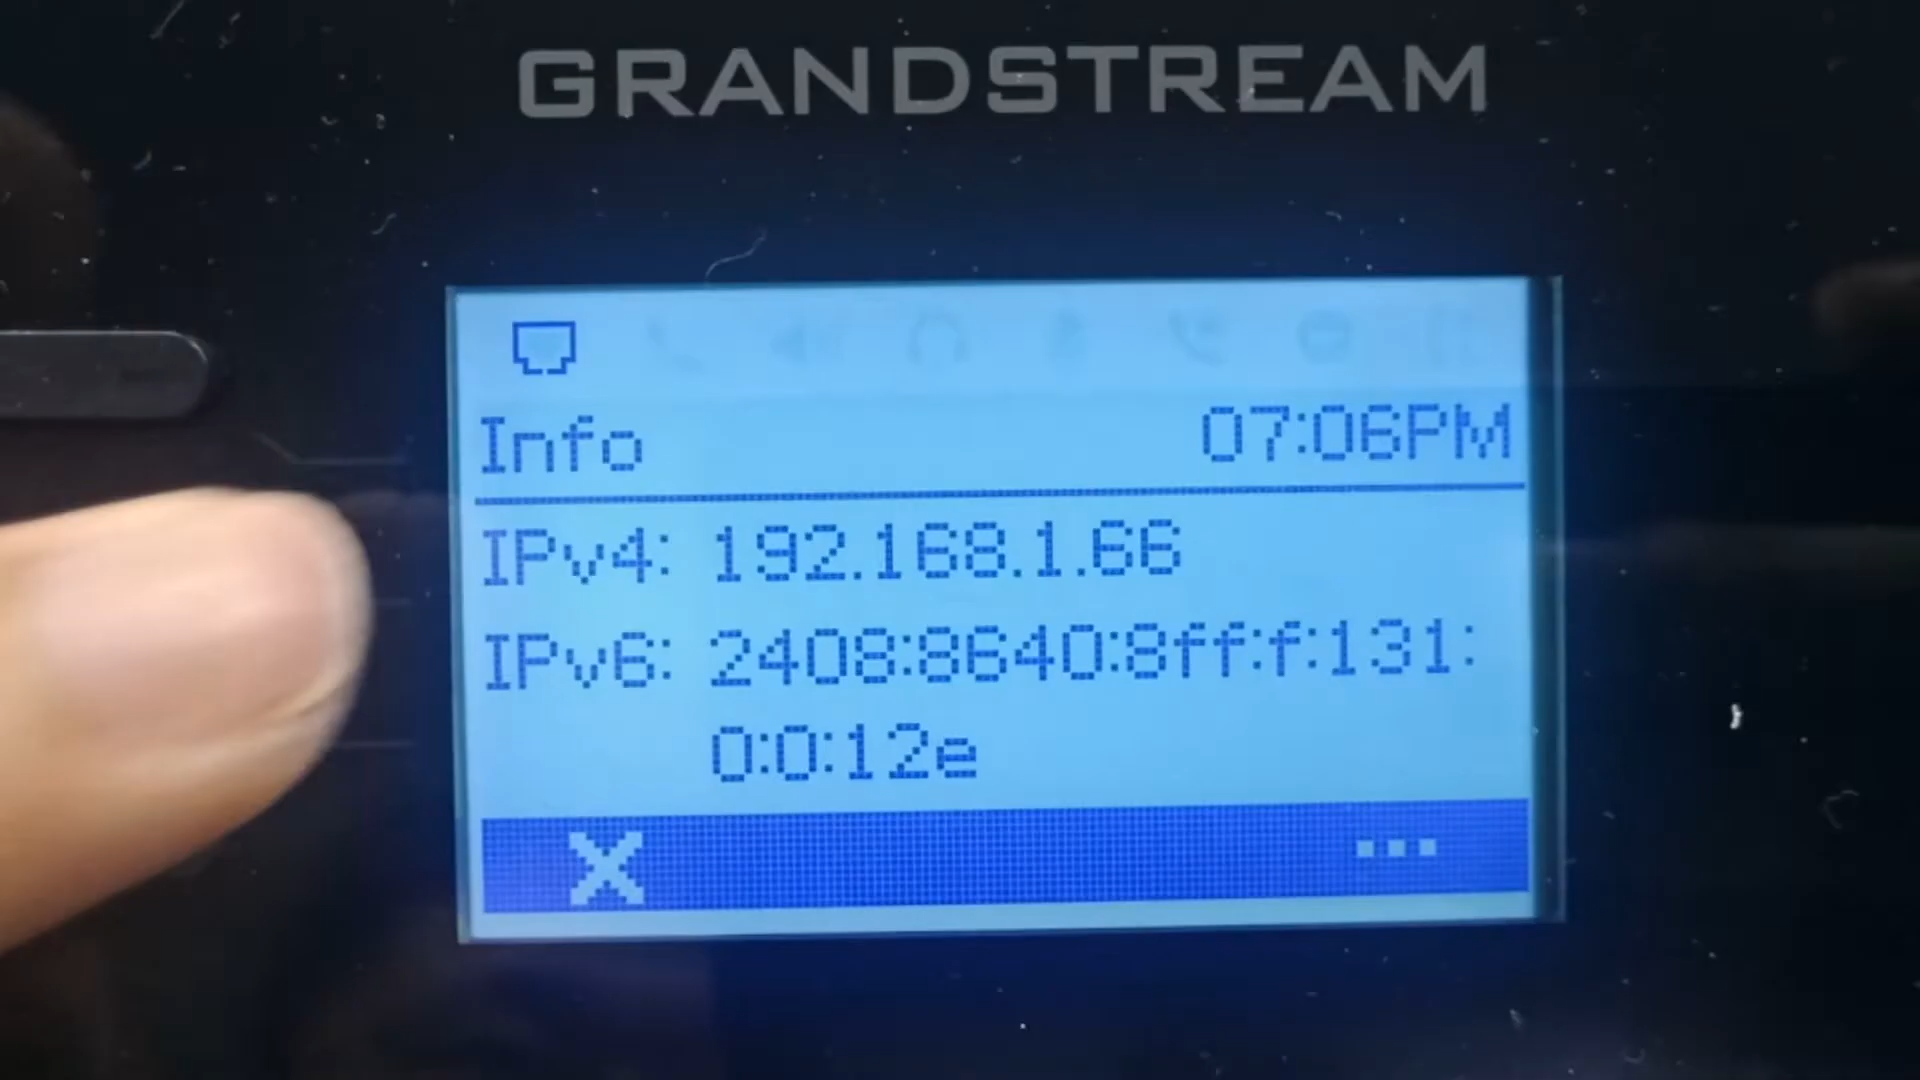 GRANDSTREAM
Info 07:06PM
IPv4: 192.168.1.66
IPv6: 2408:8640:8ff:f:131:
0:0:12e